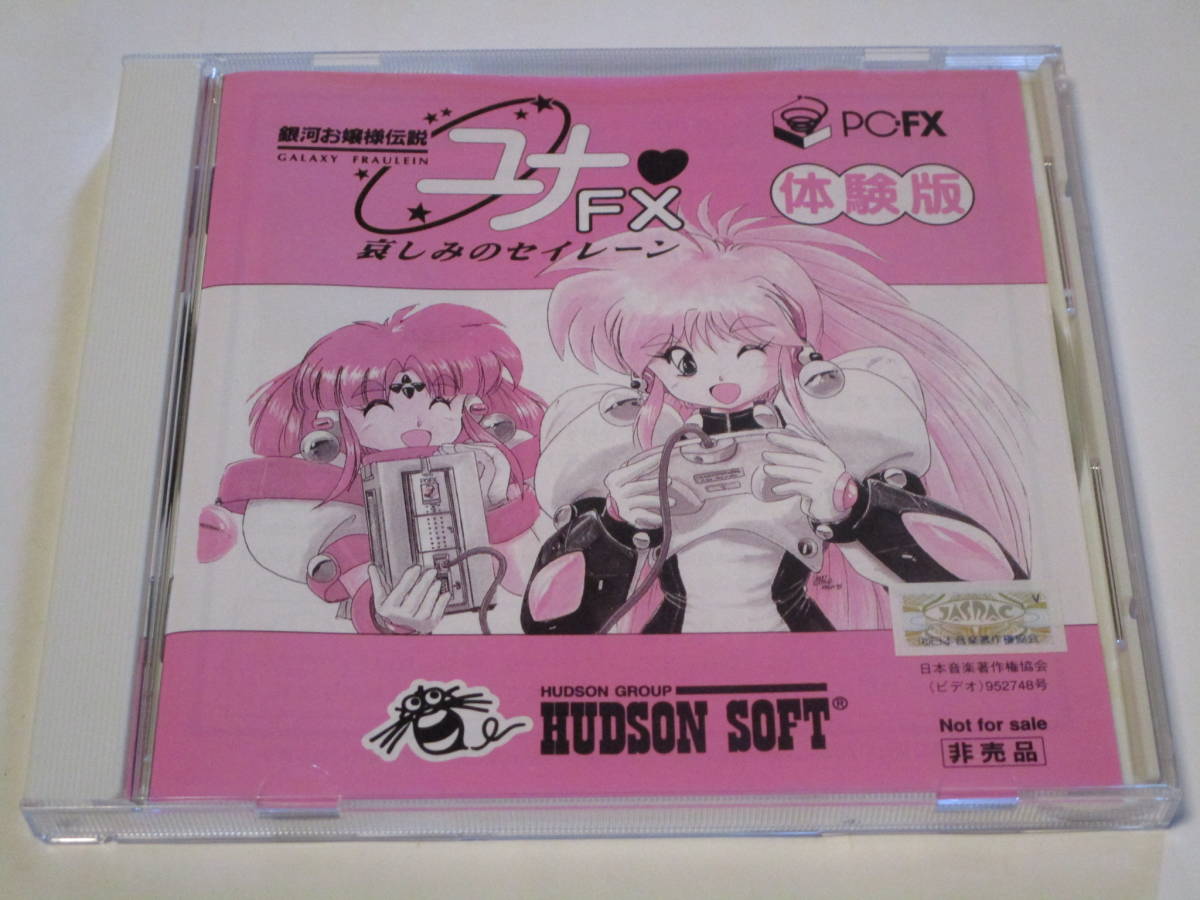 銀河お嬢様伝説
GALAXY FRAULEIN
ユナ
FX
哀しみのセイレーン
PC-FX
体験版
JASRAC
V
日本音楽著作権協会
(ビデオ)952748号
HUDSON GROUP
HUDSON SOFT®
Not for sale
非売品